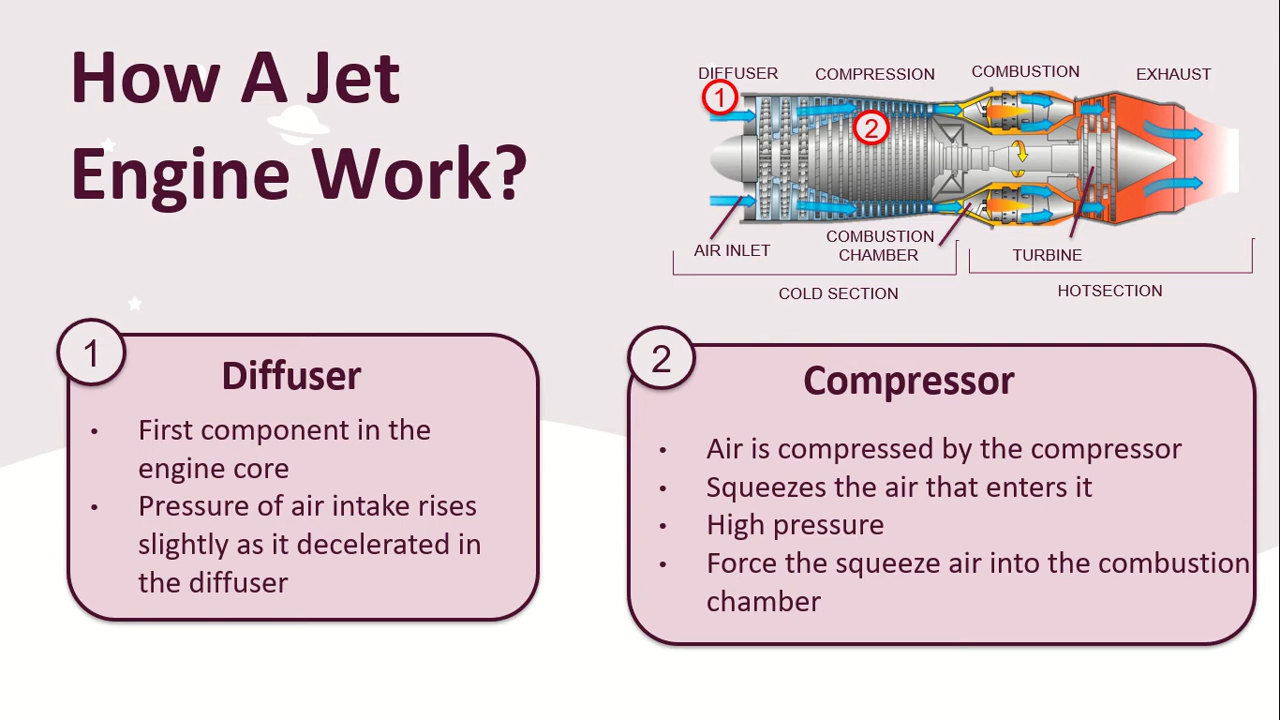 How A Jet
Engine Work?
DIFFUSER
COMPRESSION
COMBUSTION
EXHAUST
1
2
AIR INLET
COMBUSTION
CHAMBER
TURBINE
COLD SECTION
HOTSECTION
1
Diffuser
• First component in the
engine core
• Pressure of air intake rises
slightly as it decelerated in
the diffuser
2
Compressor
• Air is compressed by the compressor
• Squeezes the air that enters it
• High pressure
• Force the squeeze air into the combustion
chamber